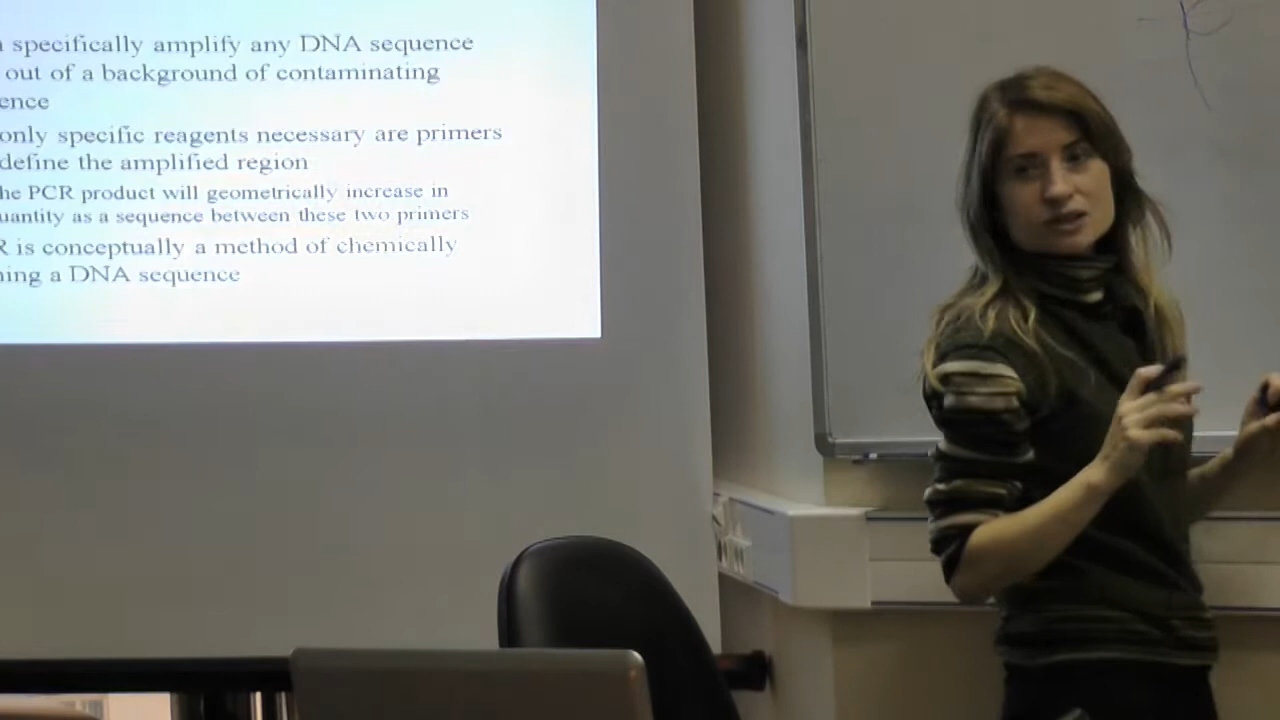 specifically amplify any DNA sequence
out of a background of contaminating
ence
only specific reagents necessary are primers
define the amplified region
he PCR product will geometrically increase in
uantity as a sequence between these two primers
R is conceptually a method of chemically
ning a DNA sequence